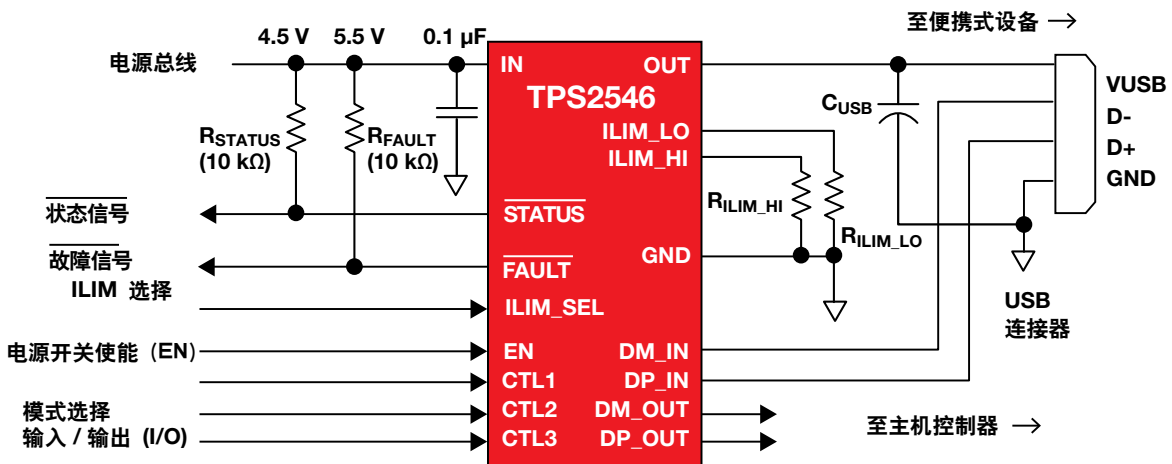 至便携式设备 →
4.5 V 5.5 V 0.1 µF
电源总线
IN OUT
TPS2546
VUSB
D-
D+
GND
C_USB
R_STATUS
(10 kΩ)
R_FAULT
(10 kΩ)
ILIM_LO
ILIM_HI
R_ILIM_HI
R_ILIM_LO
状态信号
STATUS
故障信号
FAULT
GND
ILIM 选择
ILIM_SEL
USB
连接器
电源开关使能 (EN)
EN DM_IN
CTL1 DP_IN
模式选择
输入 / 输出 (I/O)
CTL2 DM_OUT
CTL3 DP_OUT
至主机控制器 →